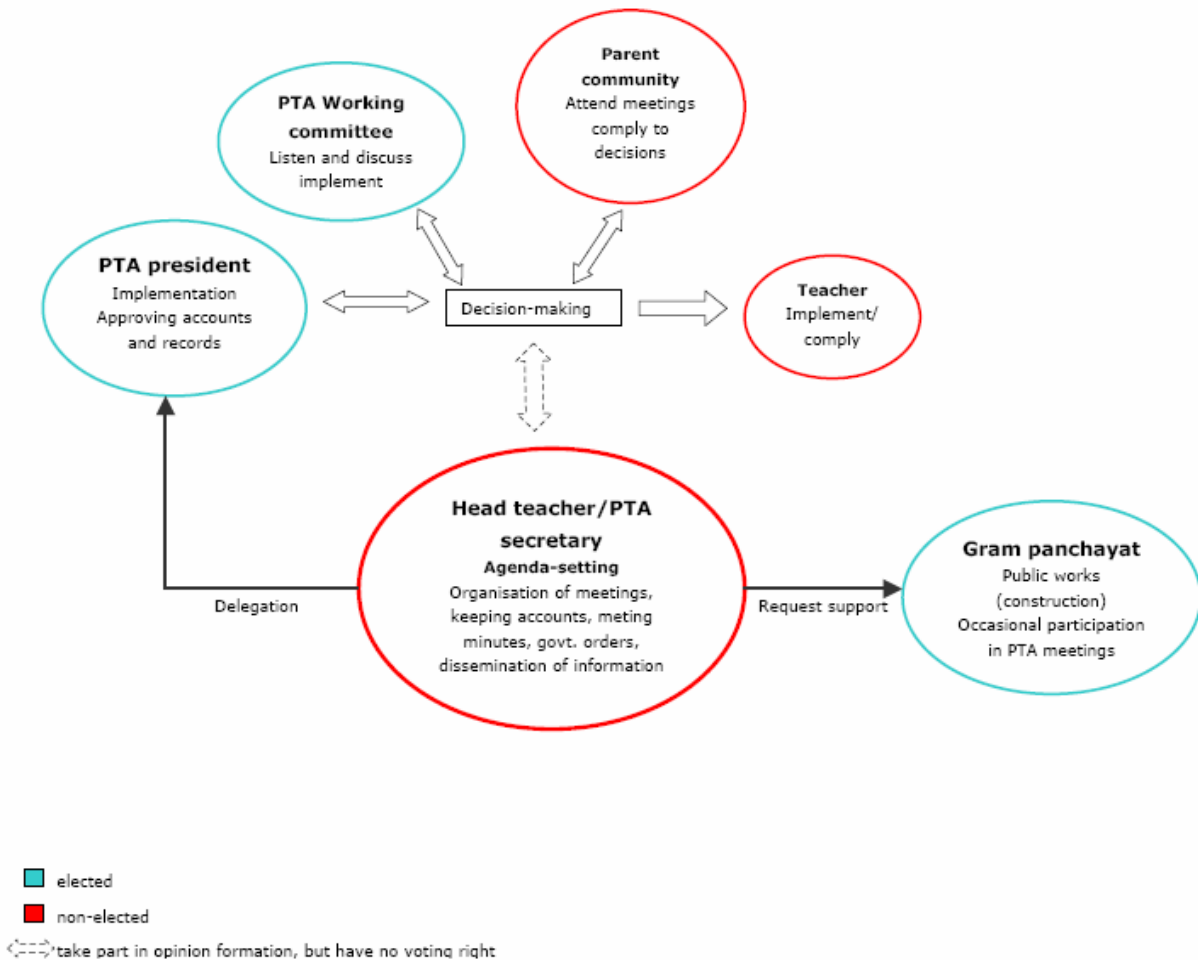 Parent
community
Attend meetings
comply to
decisions
PTA Working
committee
Listen and discuss
implement
PTA president
Implementation
Approving accounts
and records
Decision-making
Teacher
Implement/
comply
Head teacher/PTA
secretary
Agenda-setting
Organisation of meetings,
keeping accounts, meting
minutes, govt. orders,
dissemination of information
Delegation
Request support
Gram panchayat
Public works
(construction)
Occasional participation
in PTA meetings
elected
non-elected
take part in opinion formation, but have no voting right